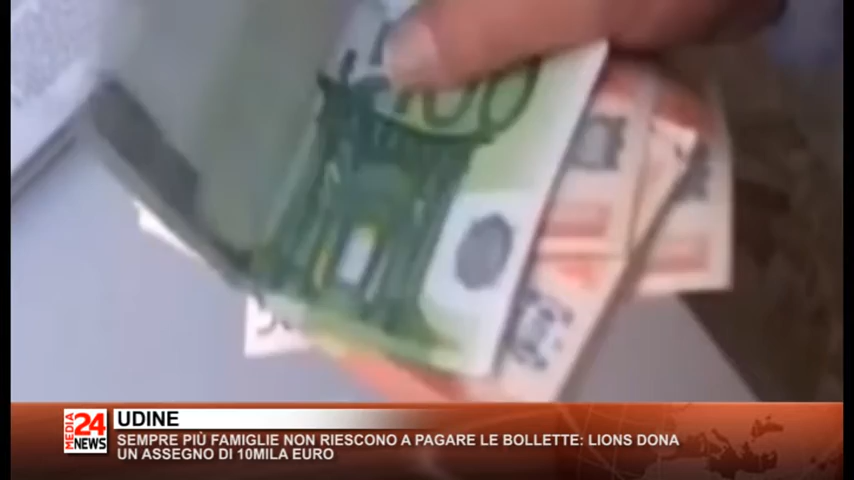 100
MEDIA 24 NEWS
UDINE
SEMPRE PIÙ FAMIGLIE NON RIESCONO A PAGARE LE BOLLETTE: LIONS DONA
UN ASSEGNO DI 10MILA EURO